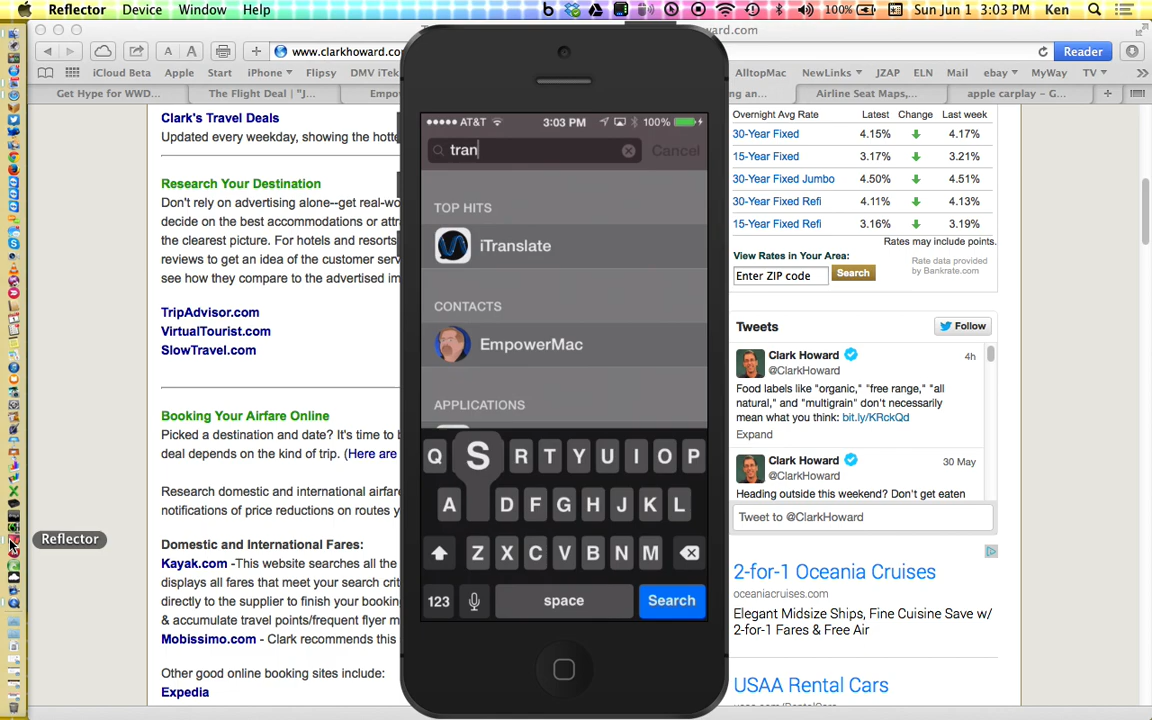 Reflector Device Window Help 100% Sun Jun 1 3:03 PM Ken
www.clarkhoward.co
howard.com
Reader
iCloud Beta Apple Start iPhone Flipsy DMV iTek
AlltopMac NewLinks JZAP ELN Mail ebay MyWay TV
Get Hype for WWD... The Flight Deal | "J... Empo
ng an... Airline Seat Maps,... apple carplay – G...
Clark's Travel Deals
Updated every weekday, showing the hotte
Research Your Destination
Don't rely on advertising alone--get real-wo
decide on the best accommodations or attra
the clearest picture. For hotels and resorts
reviews to get an idea of the customer serv
see how they compare to the advertised im
TripAdvisor.com
VirtualTourist.com
SlowTravel.com
Booking Your Airfare Online
Picked a destination and date? It's time to b
deal depends on the kind of trip. (Here are
Research domestic and international airfare
notifications of price reductions on routes y
Domestic and International Fares:
Kayak.com -This website searches all the
displays all fares that meet your search crit
directly to the supplier to finish your booking
& accumulate travel points/frequent flyer m
Mobissimo.com - Clark recommends this
Other good online booking sites include:
Expedia
Reflector
AT&T 3:03 PM 100%
tran Cancel
TOP HITS
iTranslate
CONTACTS
EmpowerMac
APPLICATIONS
Q S R T Y U I O P
A D F G H J K L
Z X C V B N M
123 space Search
Overnight Avg Rate Latest Change Last week
30-Year Fixed 4.15% 4.17%
15-Year Fixed 3.17% 3.21%
30-Year Fixed Jumbo 4.50% 4.51%
30-Year Fixed Refi 4.11% 4.13%
15-Year Fixed Refi 3.16% 3.19%
Rates may include points.
View Rates in Your Area:
Enter ZIP code Search
Rate data provided
by Bankrate.com
Tweets Follow
Clark Howard 4h
@ClarkHoward
Food labels like "organic," "free range," "all
natural," and "multigrain" don't necessarily
mean what you think: bit.ly/KRckQd
Expand
Clark Howard 30 May
@ClarkHoward
Heading outside this weekend? Don't get eaten
Tweet to @ClarkHoward
2-for-1 Oceania Cruises
oceaniacruises.com
Elegant Midsize Ships, Fine Cuisine Save w/
2-for-1 Fares & Free Air
USAA Rental Cars